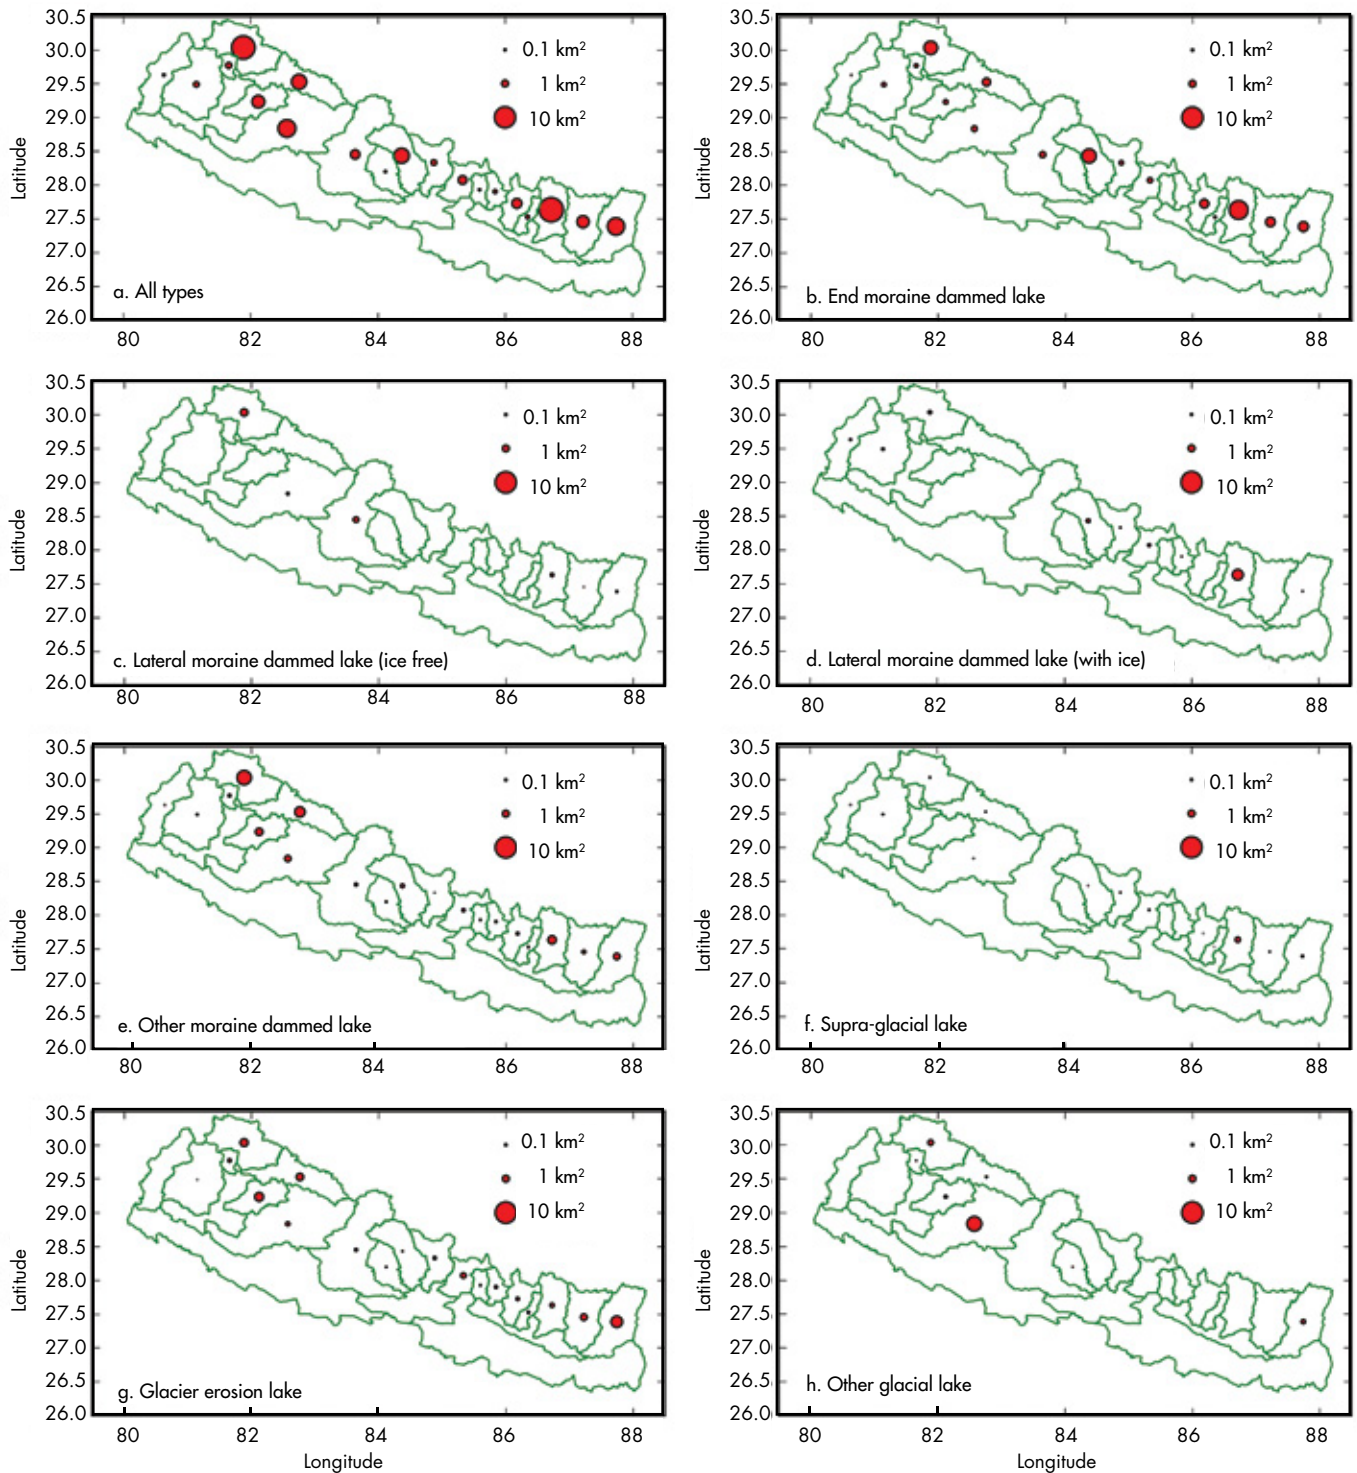 30.5
30.0
29.5
29.0
28.5
28.0
27.5
27.0
26.5
26.0
Latitude
0.1 km²
1 km²
10 km²
a. All types
80 82 84 86 88
30.5
30.0
29.5
29.0
28.5
28.0
27.5
27.0
26.5
26.0
Latitude
0.1 km²
1 km²
10 km²
b. End moraine dammed lake
80 82 84 86 88
30.5
30.0
29.5
29.0
28.5
28.0
27.5
27.0
26.5
26.0
Latitude
0.1 km²
1 km²
10 km²
c. Lateral moraine dammed lake (ice free)
80 82 84 86 88
30.5
30.0
29.5
29.0
28.5
28.0
27.5
27.0
26.5
26.0
Latitude
0.1 km²
1 km²
10 km²
d. Lateral moraine dammed lake (with ice)
80 82 84 86 88
30.5
30.0
29.5
29.0
28.5
28.0
27.5
27.0
26.5
26.0
Latitude
0.1 km²
1 km²
10 km²
e. Other moraine dammed lake
80 82 84 86 88
30.5
30.0
29.5
29.0
28.5
28.0
27.5
27.0
26.5
26.0
Latitude
0.1 km²
1 km²
10 km²
f. Supra-glacial lake
80 82 84 86 88
30.5
30.0
29.5
29.0
28.5
28.0
27.5
27.0
26.5
26.0
Latitude
0.1 km²
1 km²
10 km²
g. Glacier erosion lake
80 82 84 86 88
Longitude
30.5
30.0
29.5
29.0
28.5
28.0
27.5
27.0
26.5
26.0
Latitude
0.1 km²
1 km²
10 km²
h. Other glacial lake
80 82 84 86 88
Longitude